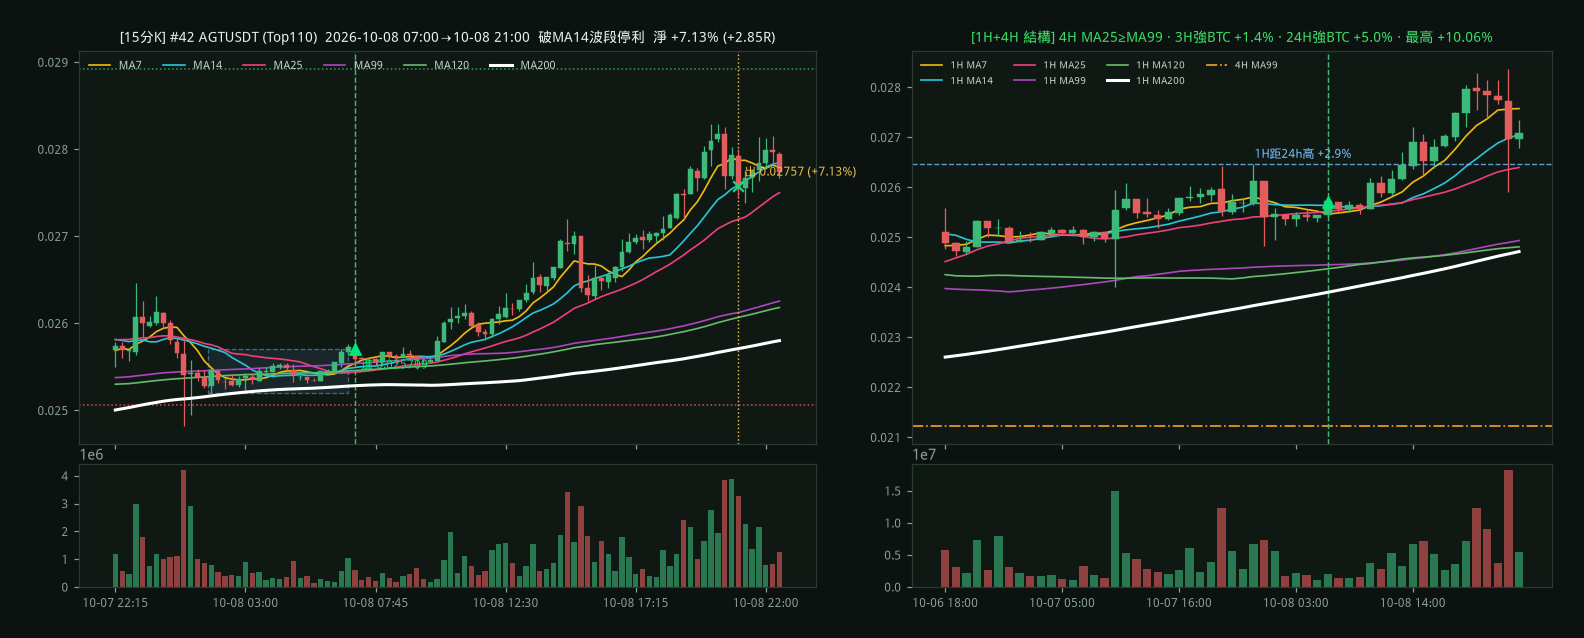 [15分K] #42 AGTUSDT (Top110)  2026-10-08 07:00→10-08 21:00  破MA14波段停利  淨 +7.13% (+2.85R)
MA7 MA14 MA25 MA99 MA120 MA200
0.029
0.028
0.027
0.026
0.025
0.02757 (+7.13%)
1e6
4
3
2
1
0
10-07 22:15 10-08 03:00 10-08 07:45 10-08 12:30 10-08 17:15 10-08 22:00
[1H+4H 結構] 4H MA25≥MA99 · 3H強BTC +1.4% · 24H強BTC +5.0% · 最高 +10.06%
1H MA7 1H MA25 1H MA120 4H MA99
1H MA14 1H MA99 1H MA200
0.028
0.027
0.026
0.025
0.024
0.023
0.022
0.021
1H距24h高 +2.9%
1e7
1.5
1.0
0.5
0.0
10-06 18:00 10-07 05:00 10-07 16:00 10-08 03:00 10-08 14:00